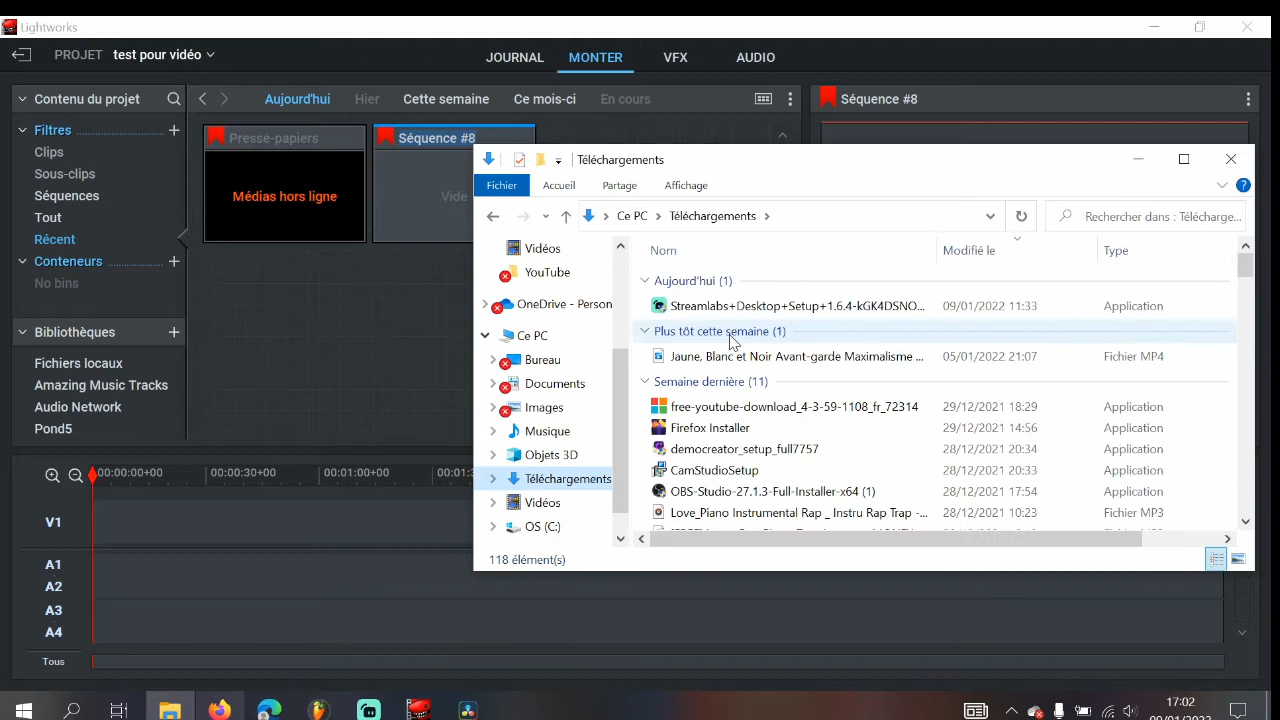 Lightworks
PROJET test pour vidéo
JOURNAL MONTER VFX AUDIO
Contenu du projet
Aujourd'hui Hier Cette semaine Ce mois-ci En cours
Séquence #8
Filtres
Clips
Sous-clips
Séquences
Tout
Récent
Conteneurs
No bins
Bibliothèques
Fichiers locaux
Amazing Music Tracks
Audio Network
Pond5
Presse-papiers
Médias hors ligne
Séquence #8
Vide
Téléchargements
Fichier Accueil Partage Affichage
Ce PC Téléchargements
Rechercher dans : Télécharge...
Vidéos
YouTube
OneDrive - Person
Ce PC
Bureau
Documents
Images
Musique
Objets 3D
Téléchargements
Vidéos
OS (C:)
Nom Modifié le Type
Aujourd'hui (1)
Streamlabs+Desktop+Setup+1.6.4-kGK4DSNO... 09/01/2022 11:33 Application
Plus tôt cette semaine (1)
Jaune, Blanc et Noir Avant-garde Maximalisme ... 05/01/2022 21:07 Fichier MP4
Semaine dernière (11)
free-youtube-download_4-3-59-1108_fr_72314 29/12/2021 18:29 Application
Firefox Installer 29/12/2021 14:56 Application
democreator_setup_full7757 28/12/2021 20:34 Application
CamStudioSetup 28/12/2021 20:33 Application
OBS-Studio-27.1.3-Full-Installer-x64 (1) 28/12/2021 17:54 Application
Love_Piano Instrumental Rap _ Instru Rap Trap -... 28/12/2021 10:23 Fichier MP3
118 élément(s)
00:00:00+00 00:00:30+00 00:01:00+00 00:01:3
V1
A1
A2
A3
A4
Tous
17:02